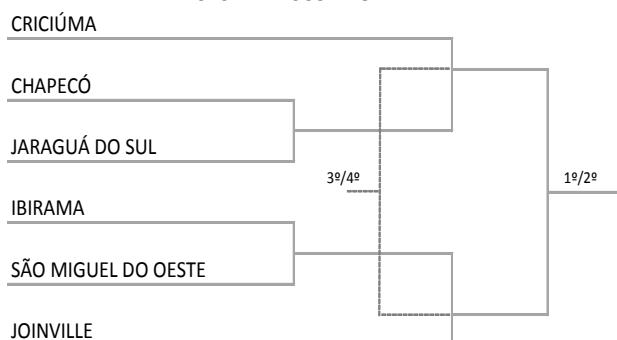 CRICIÚMA
CHAPECÓ
JARAGUÁ DO SUL
3º/4º
1º/2º
IBIRAMA
SÃO MIGUEL DO OESTE
JOINVILLE